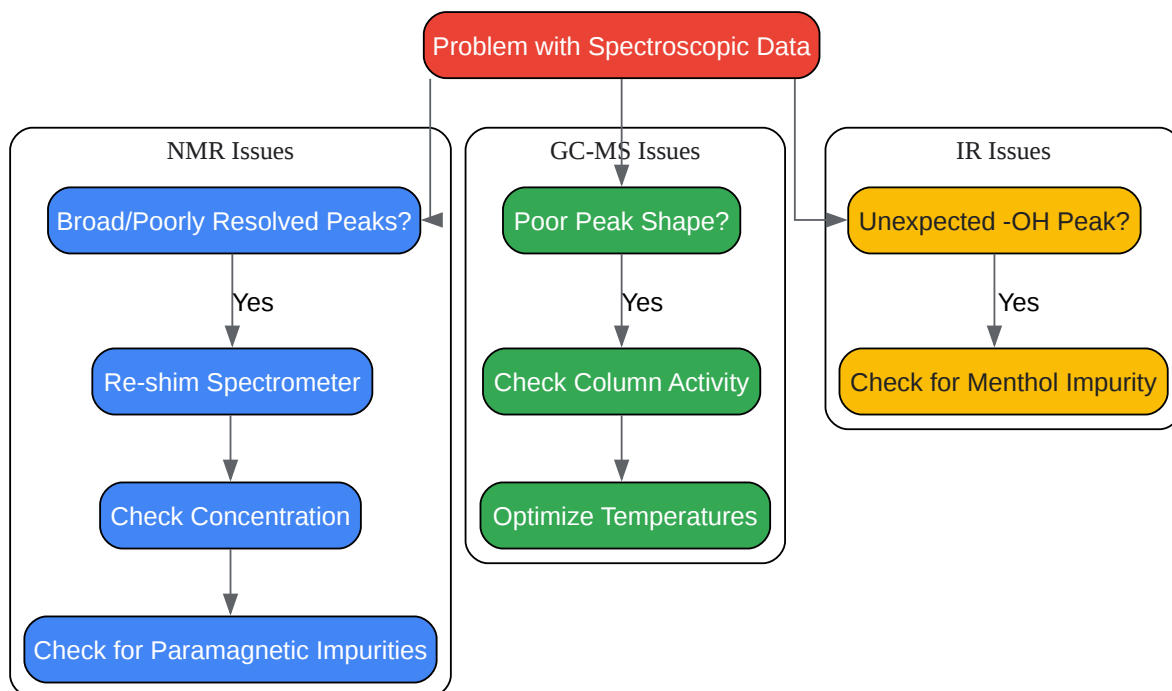 Problem with Spectroscopic Data
NMR Issues
Broad/Poorly Resolved Peaks?
Yes
Re-shim Spectrometer
Check Concentration
Check for Paramagnetic Impurities
GC-MS Issues
Poor Peak Shape?
Yes
Check Column Activity
Optimize Temperatures
IR Issues
Unexpected -OH Peak?
Yes
Check for Menthol Impurity